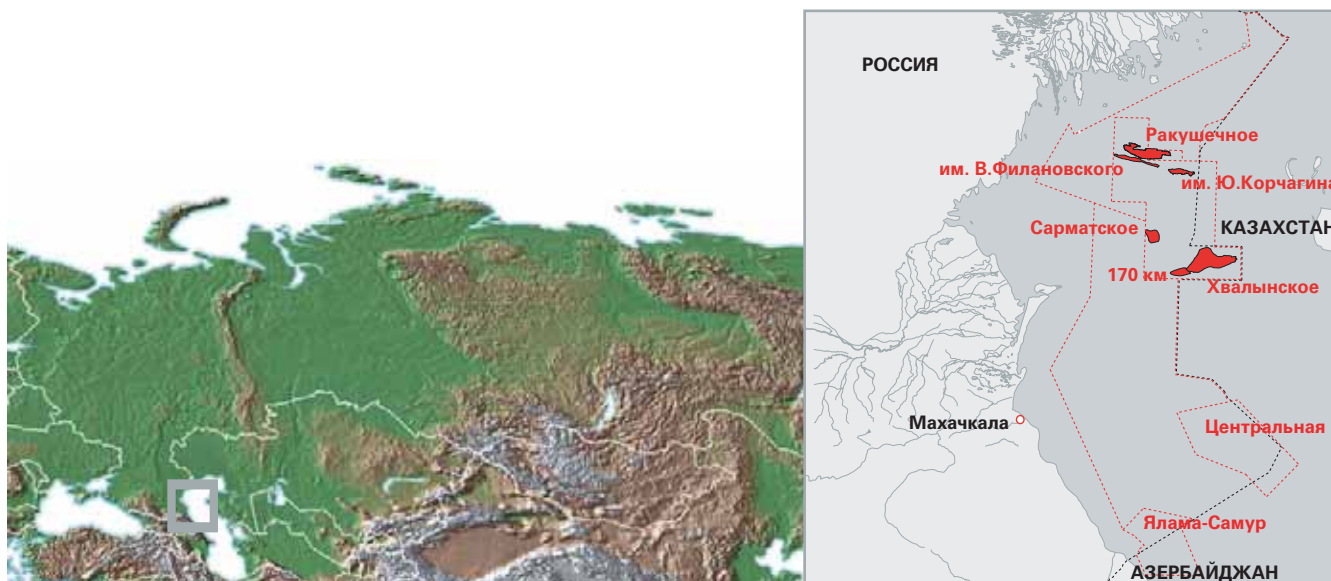 РОССИЯ
Ракушечное
им. В.Филановского
им. Ю.Корчагина
Сарматское
КАЗАХСТАН
170 км
Хвалынское
Махачкала
Центральная
Ялама-Самур
АЗЕРБАЙДЖАН